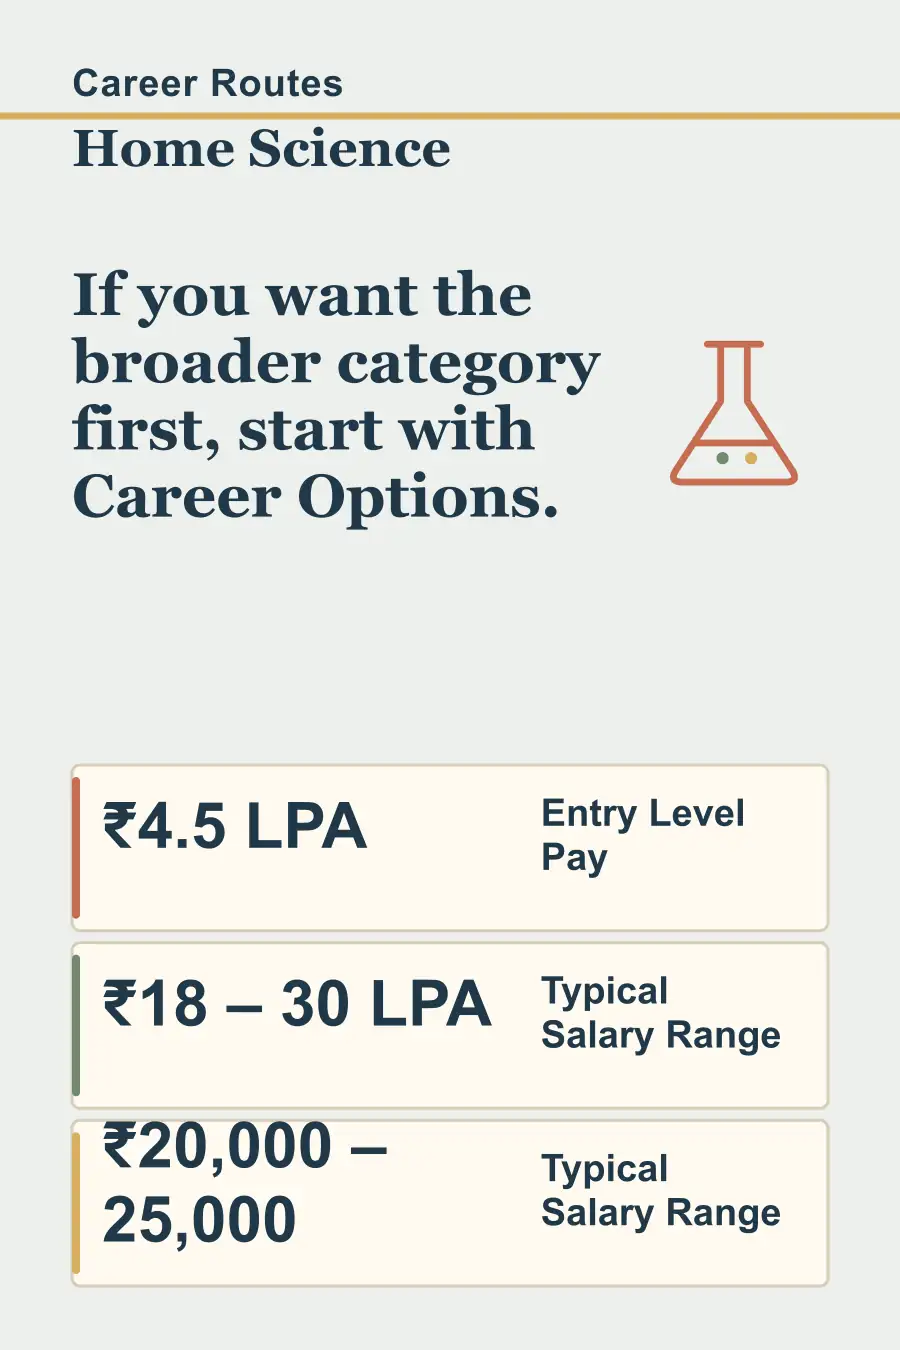 Career Routes
Home Science
If you want the
broader category
first, start with
Career Options.
₹4.5 LPA
Entry Level
Pay
₹18 – 30 LPA
Typical
Salary Range
₹20,000 –
25,000
Typical
Salary Range